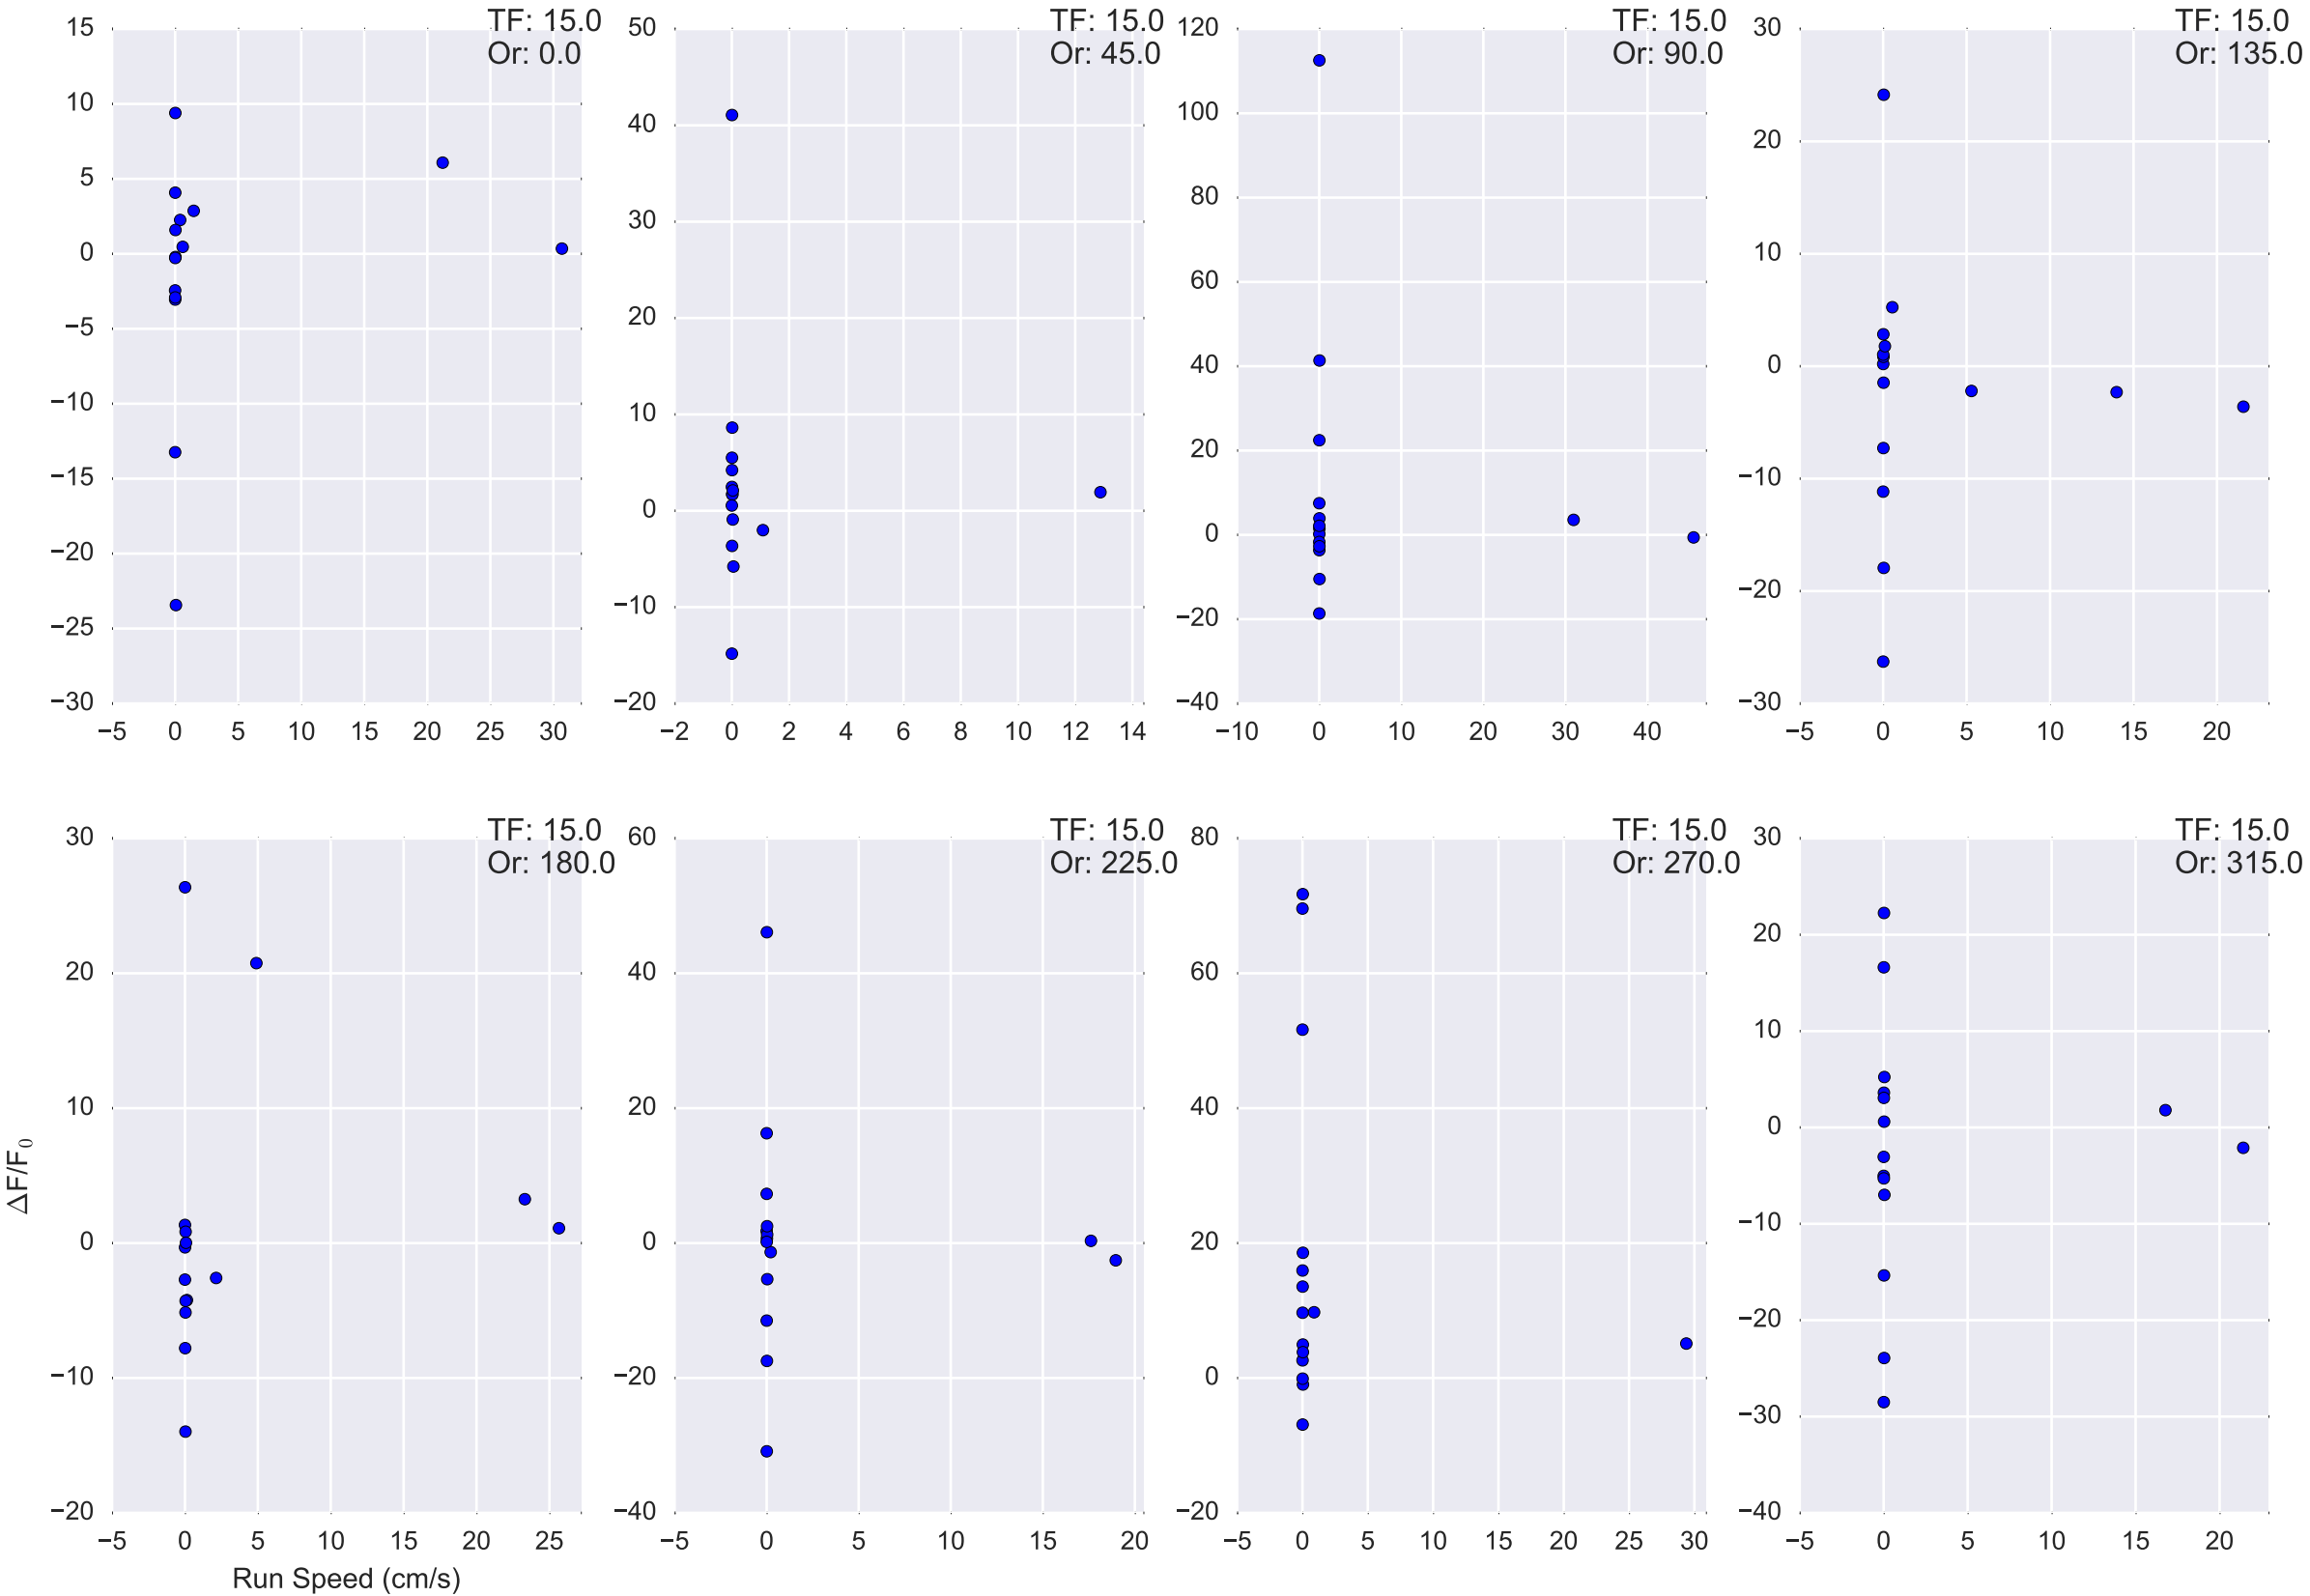 TF: 15.0
Or: 0.0
15
10
5
0
−5
−10
−15
−20
−25
−30
−5 0 5 10 15 20 25 30
TF: 15.0
Or: 45.0
50
40
30
20
10
0
−10
−20
−2 0 2 4 6 8 10 12 14
TF: 15.0
Or: 90.0
120
100
80
60
40
20
0
−20
−40
−10 0 10 20 30 40
TF: 15.0
Or: 135.0
30
20
10
0
−10
−20
−30
−5 0 5 10 15 20
TF: 15.0
Or: 180.0
30
20
10
0
−10
−20
−5 0 5 10 15 20 25
Run Speed (cm/s)
ΔF/F₀
TF: 15.0
Or: 225.0
60
40
20
0
−20
−40
−5 0 5 10 15 20
TF: 15.0
Or: 270.0
80
60
40
20
0
−20
−5 0 5 10 15 20 25 30
TF: 15.0
Or: 315.0
30
20
10
0
−10
−20
−30
−40
−5 0 5 10 15 20